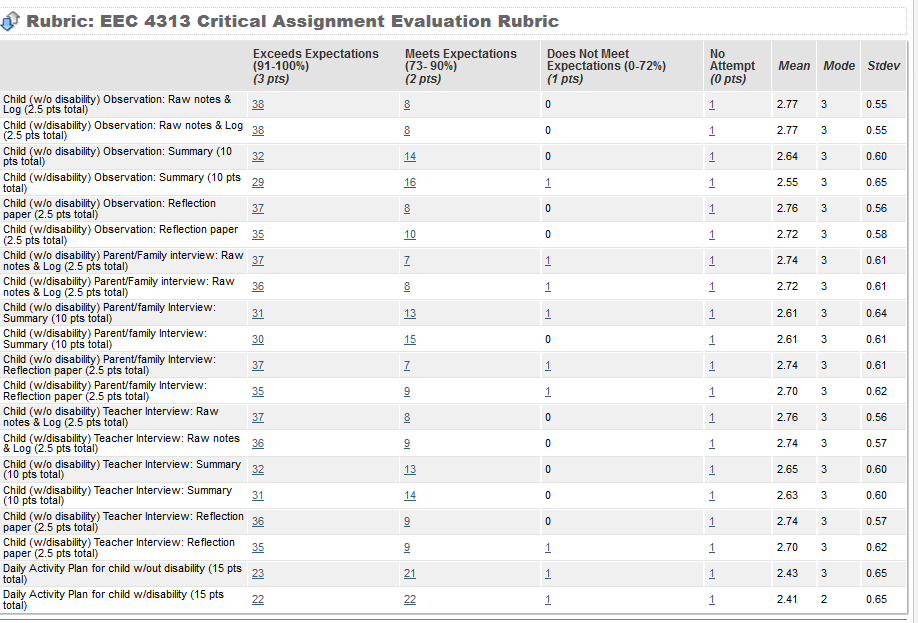 Rubric: EEC 4313 Critical Assignment Evaluation Rubric
Exceeds Expectations (91-100%) (3 pts) Meets Expectations (73- 90%) (2 pts) Does Not Meet Expectations (0-72%) (1 pts) No Attempt (0 pts) Mean Mode Stdev
Child (w/o disability) Observation: Raw notes & Log (2.5 pts total) 38 8 0 1 2.77 3 0.55
Child (w/disability) Observation: Raw notes & Log (2.5 pts total) 38 8 0 1 2.77 3 0.55
Child (w/o disability) Observation: Summary (10 pts total) 32 14 0 1 2.64 3 0.60
Child (w/disability) Observation: Summary (10 pts total) 29 16 1 1 2.55 3 0.65
Child (w/o disability) Observation: Reflection paper (2.5 pts total) 37 8 0 1 2.76 3 0.56
Child (w/disability) Observation: Reflection paper (2.5 pts total) 35 10 0 1 2.72 3 0.58
Child (w/o disability) Parent/Family interview: Raw notes & Log (2.5 pts total) 37 7 1 1 2.74 3 0.61
Child (w/disability) Parent/Family interview: Raw notes & Log (2.5 pts total) 36 8 1 1 2.72 3 0.61
Child (w/o disability) Parent/family Interview: Summary (10 pts total) 31 13 1 1 2.61 3 0.64
Child (w/disability) Parent/family Interview: Summary (10 pts total) 30 15 0 1 2.61 3 0.61
Child (w/o disability) Parent/family Interview: Reflection paper (2.5 pts total) 37 7 1 1 2.74 3 0.61
Child (w/disability) Parent/family Interview: Reflection paper (2.5 pts total) 35 9 1 1 2.70 3 0.62
Child (w/o disability) Teacher Interview: Raw notes & Log (2.5 pts total) 37 8 0 1 2.76 3 0.56
Child (w/disability) Teacher Interview: Raw notes & Log (2.5 pts total) 36 9 0 1 2.74 3 0.57
Child (w/o disability) Teacher Interview: Summary (10 pts total) 32 13 0 1 2.65 3 0.60
Child (w/disability) Teacher Interview: Summary (10 pts total) 31 14 0 1 2.63 3 0.60
Child (w/o disability) Teacher Interview: Reflection paper (2.5 pts total) 36 9 0 1 2.74 3 0.57
Child (w/disability) Teacher Interview: Reflection paper (2.5 pts total) 35 9 1 1 2.70 3 0.62
Daily Activity Plan for child w/out disability (15 pts total) 23 21 1 1 2.43 3 0.65
Daily Activity Plan for child w/disability (15 pts total) 22 22 1 1 2.41 2 0.65